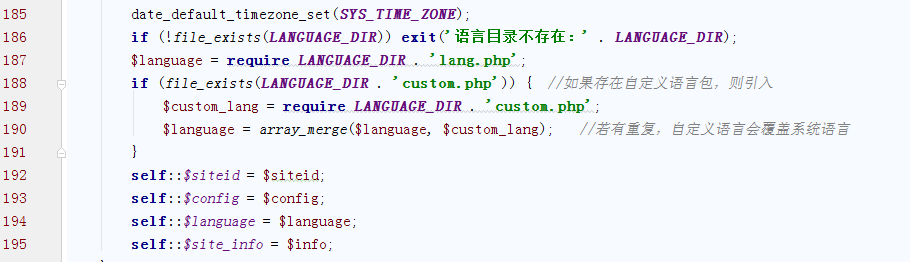 185 date_default_timezone_set(SYS_TIME_ZONE);
186 if (!file_exists(LANGUAGE_DIR)) exit('语言目录不存在：' . LANGUAGE_DIR);
187 $language = require LANGUAGE_DIR . 'lang.php';
188 if (file_exists(LANGUAGE_DIR . 'custom.php')) { //如果存在自定义语言包，则引入
189 $custom_lang = require LANGUAGE_DIR . 'custom.php';
190 $language = array_merge($language, $custom_lang); //若有重复，自定义语言会覆盖系统语言
191 }
192 self::$siteid = $siteid;
193 self::$config = $config;
194 self::$language = $language;
195 self::$site_info = $info;